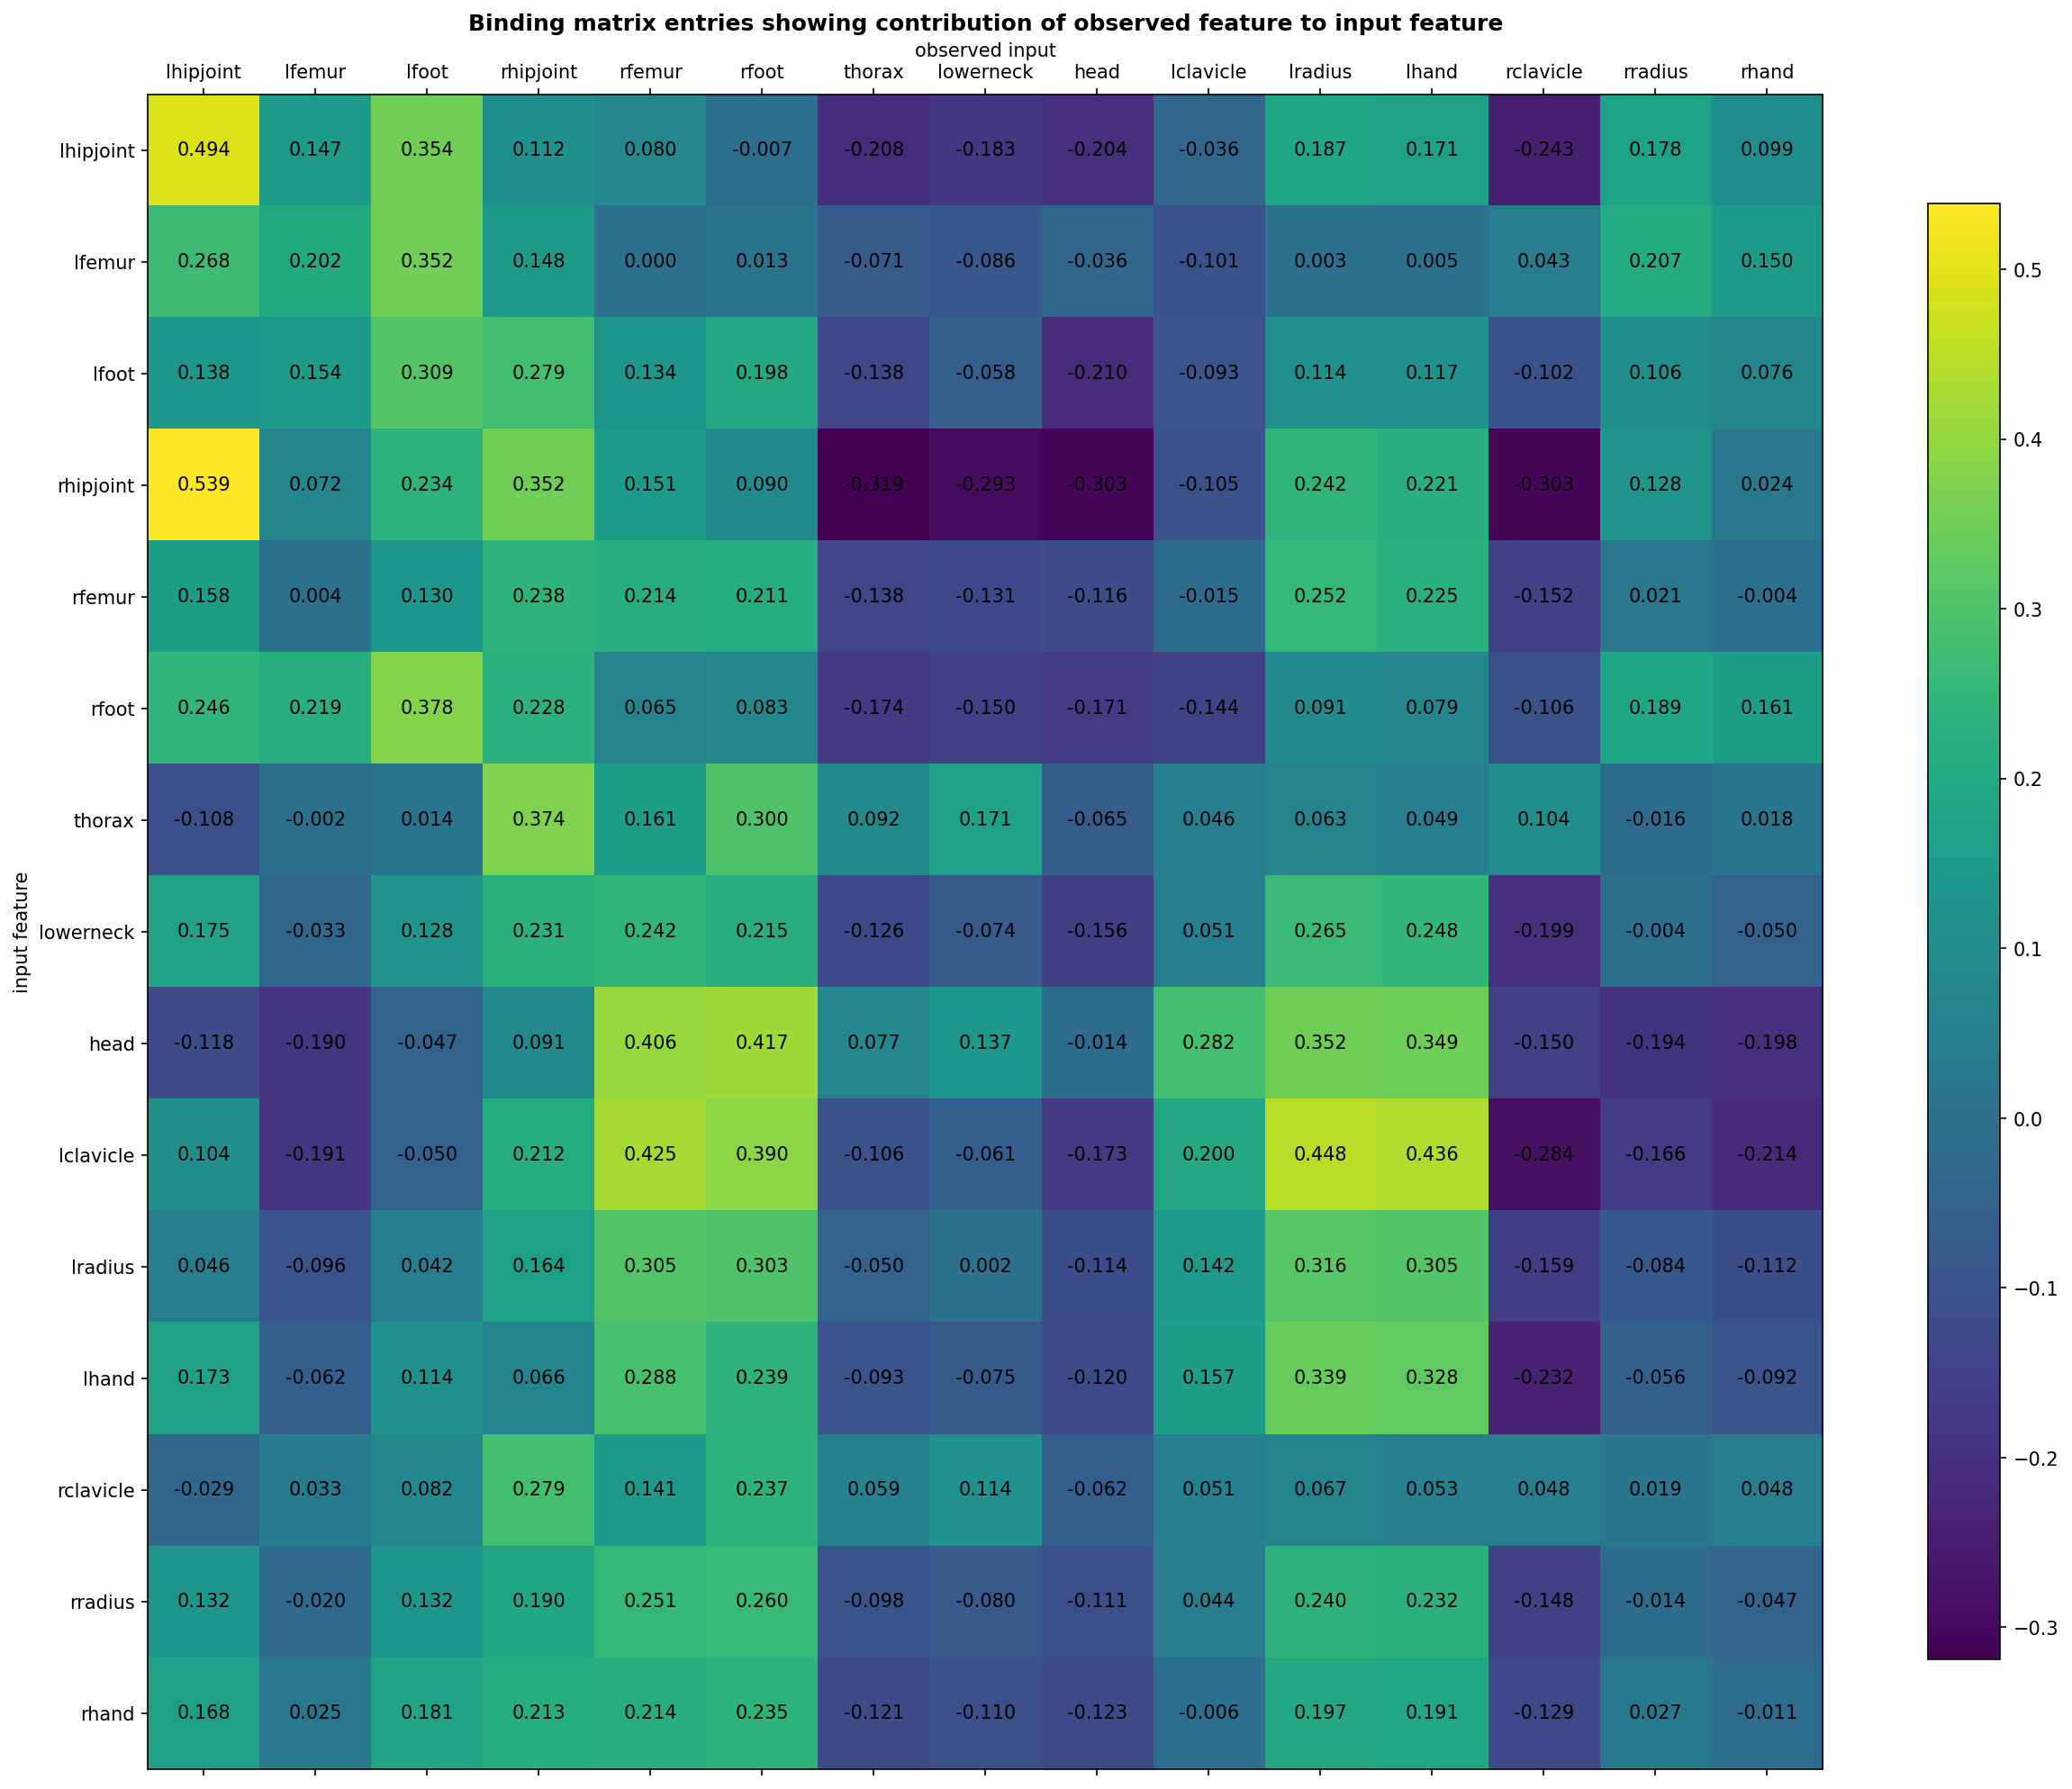 Binding matrix entries showing contribution of observed feature to input feature
observed input
lhipjoint lfemur lfoot rhipjoint rfemur rfoot thorax lowerneck head lclavicle lradius lhand rclavicle rradius rhand
lhipjoint 0.494 0.147 0.354 0.112 0.080 -0.007 -0.208 -0.183 -0.204 -0.036 0.187 0.171 -0.243 0.178 0.099
lfemur 0.268 0.202 0.352 0.148 0.000 0.013 -0.071 -0.086 -0.036 -0.101 0.003 0.005 0.043 0.207 0.150
lfoot 0.138 0.154 0.309 0.279 0.134 0.198 -0.138 -0.058 -0.210 -0.093 0.114 0.117 -0.102 0.106 0.076
rhipjoint 0.539 0.072 0.234 0.352 0.151 0.090 -0.319 -0.293 -0.303 -0.105 0.242 0.221 -0.303 0.128 0.024
rfemur 0.158 0.004 0.130 0.238 0.214 0.211 -0.138 -0.131 -0.116 -0.015 0.252 0.225 -0.152 0.021 -0.004
rfoot 0.246 0.219 0.378 0.228 0.065 0.083 -0.174 -0.150 -0.171 -0.144 0.091 0.079 -0.106 0.189 0.161
thorax -0.108 -0.002 0.014 0.374 0.161 0.300 0.092 0.171 -0.065 0.046 0.063 0.049 0.104 -0.016 0.018
lowerneck 0.175 -0.033 0.128 0.231 0.242 0.215 -0.126 -0.074 -0.156 0.051 0.265 0.248 -0.199 -0.004 -0.050
head -0.118 -0.190 -0.047 0.091 0.406 0.417 0.077 0.137 -0.014 0.282 0.352 0.349 -0.150 -0.194 -0.198
lclavicle 0.104 -0.191 -0.050 0.212 0.425 0.390 -0.106 -0.061 -0.173 0.200 0.448 0.436 -0.284 -0.166 -0.214
lradius 0.046 -0.096 0.042 0.164 0.305 0.303 -0.050 0.002 -0.114 0.142 0.316 0.305 -0.159 -0.084 -0.112
lhand 0.173 -0.062 0.114 0.066 0.288 0.239 -0.093 -0.075 -0.120 0.157 0.339 0.328 -0.232 -0.056 -0.092
rclavicle -0.029 0.033 0.082 0.279 0.141 0.237 0.059 0.114 -0.062 0.051 0.067 0.053 0.048 0.019 0.048
rradius 0.132 -0.020 0.132 0.190 0.251 0.260 -0.098 -0.080 -0.111 0.044 0.240 0.232 -0.148 -0.014 -0.047
rhand 0.168 0.025 0.181 0.213 0.214 0.235 -0.121 -0.110 -0.123 -0.006 0.197 0.191 -0.129 0.027 -0.011
input feature
0.5
0.4
0.3
0.2
0.1
0.0
−0.1
−0.2
−0.3